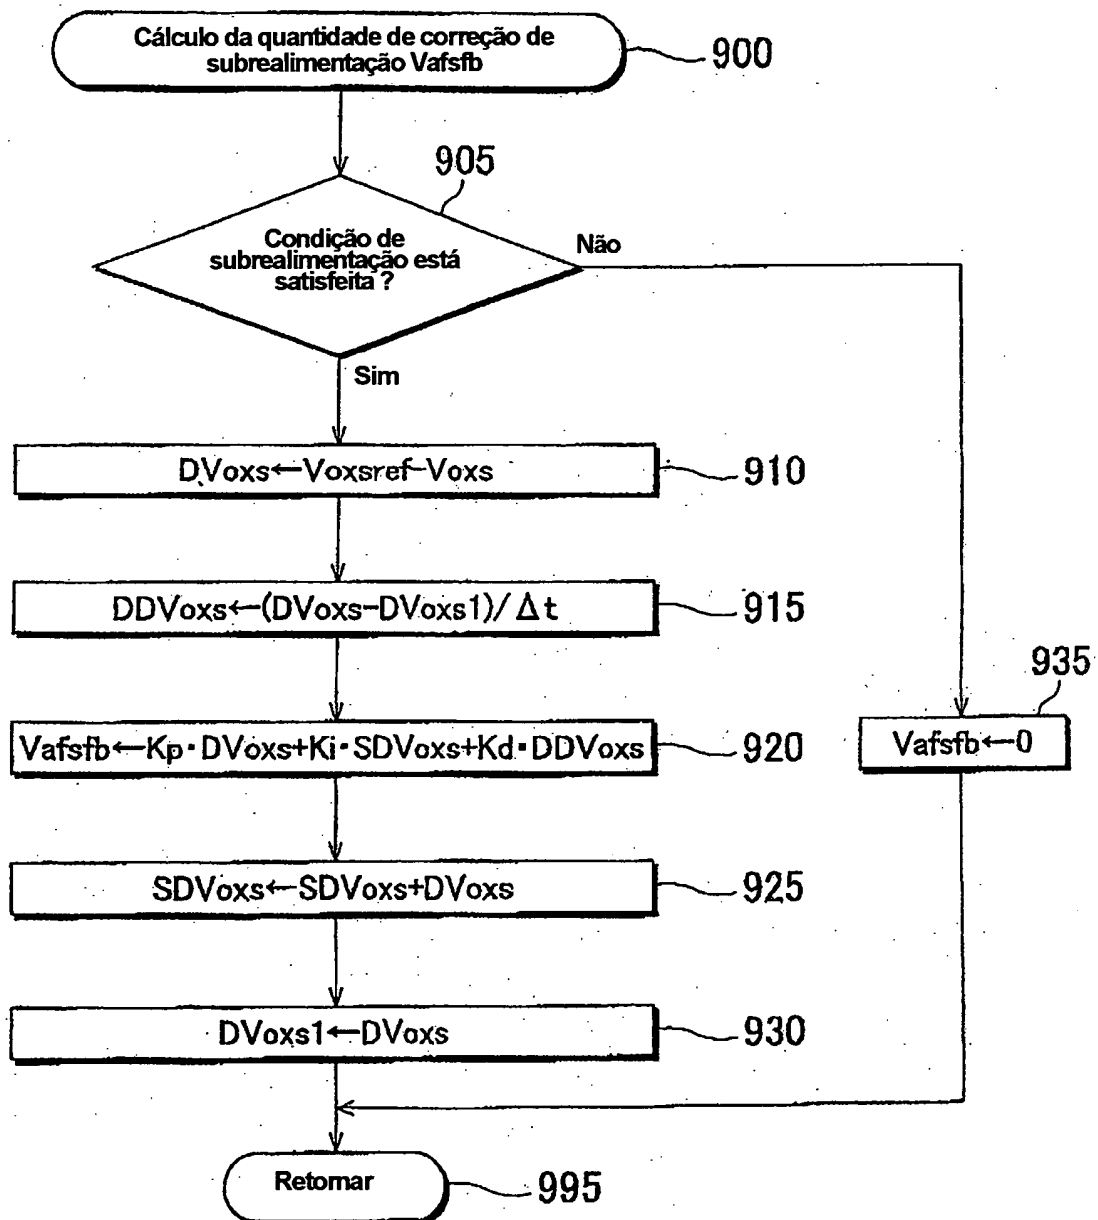 Cálculo da quantidade de correção de
subrealimentação Vafsfb
900
905
Condição de
subrealimentação está
satisfeita ?
Não
Sim
DVoxs←Voxsref-Voxs
910
DDVoxs←(DVoxs-DVoxs1)/Δt
915
935
Vafsfb←Kp・DVoxs+Ki・SDVoxs+Kd・DDVoxs
920
Vafsfb←0
SDVoxs←SDVoxs+DVoxs
925
DVoxs1←DVoxs
930
Retornar
995